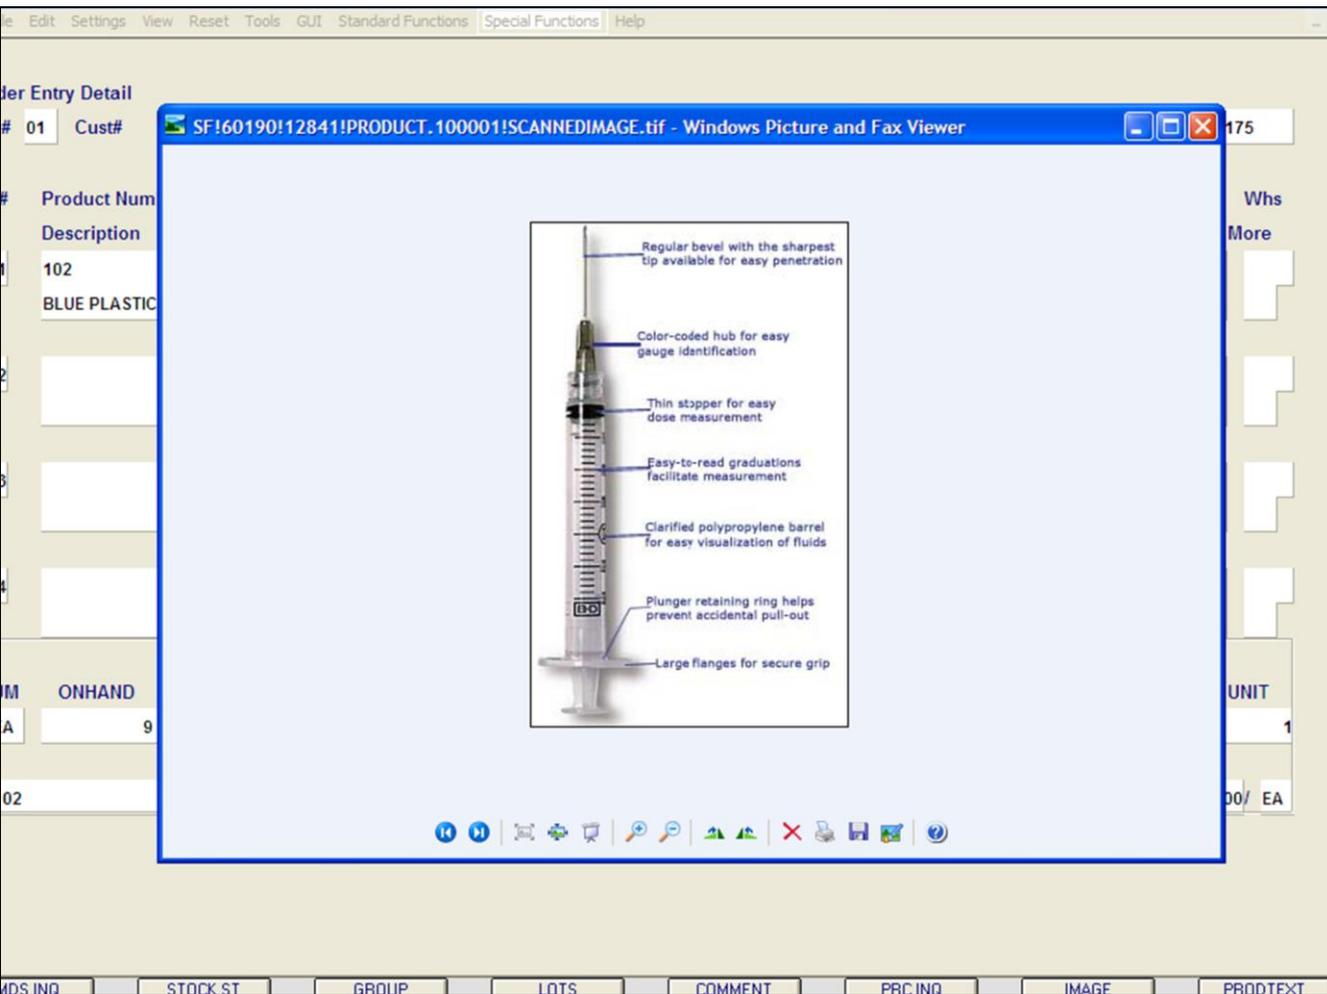 Edit Settings View Reset Tools GUI Standard Functions Special Functions Help
Entry Detail
# 01 Cust# 175
SF!60190!12841!PRODUCT.100001!SCANNEDIMAGE.tif - Windows Picture and Fax Viewer
# Product Num Whs
Description More
102
BLUE PLASTIC
Regular bevel with the sharpest
tip available for easy penetration
Color-coded hub for easy
gauge identification
Thin stopper for easy
dose measurement
Easy-to-read graduations
facilitate measurement
Clarified polypropylene barrel
for easy visualization of fluids
Plunger retaining ring helps
prevent accidental pull-out
Large flanges for secure grip
ONHAND UNIT
9 1
02 00/ EA
STOCK ST GROUP LOTS COMMENT PRC INQ IMAGE PRODTEXT